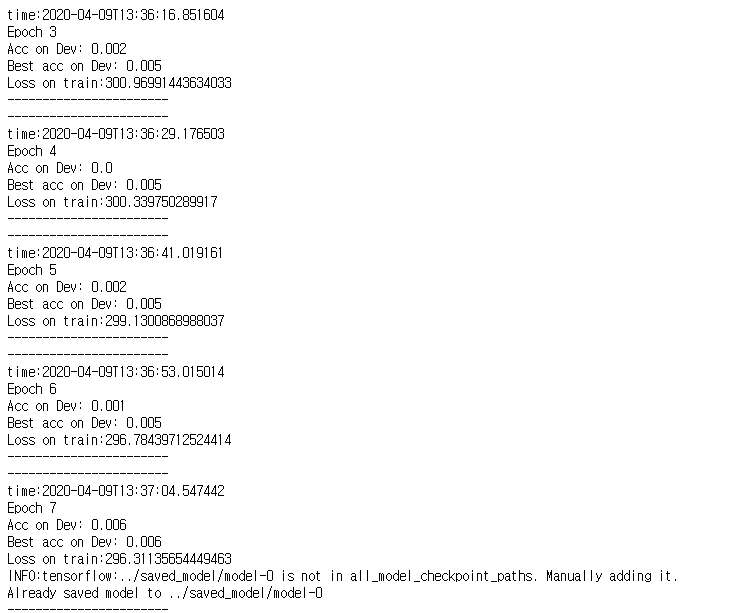 time:2020-04-09T13:36:16.851604
Epoch 3
Acc on Dev: 0.002
Best acc on Dev: 0.005
Loss on train:300.96991443634033
-----------------------
-----------------------
time:2020-04-09T13:36:29.176503
Epoch 4
Acc on Dev: 0.0
Best acc on Dev: 0.005
Loss on train:300.339750289917
-----------------------
-----------------------
time:2020-04-09T13:36:41.019161
Epoch 5
Acc on Dev: 0.002
Best acc on Dev: 0.005
Loss on train:299.1300868988037
-----------------------
-----------------------
time:2020-04-09T13:36:53.015014
Epoch 6
Acc on Dev: 0.001
Best acc on Dev: 0.005
Loss on train:296.78439712524414
-----------------------
-----------------------
time:2020-04-09T13:37:04.547442
Epoch 7
Acc on Dev: 0.006
Best acc on Dev: 0.006
Loss on train:296.31135654449463
INFO:tensorflow:../saved_model/model-0 is not in all_model_checkpoint_paths. Manually adding it.
Already saved model to ../saved_model/model-0
-----------------------